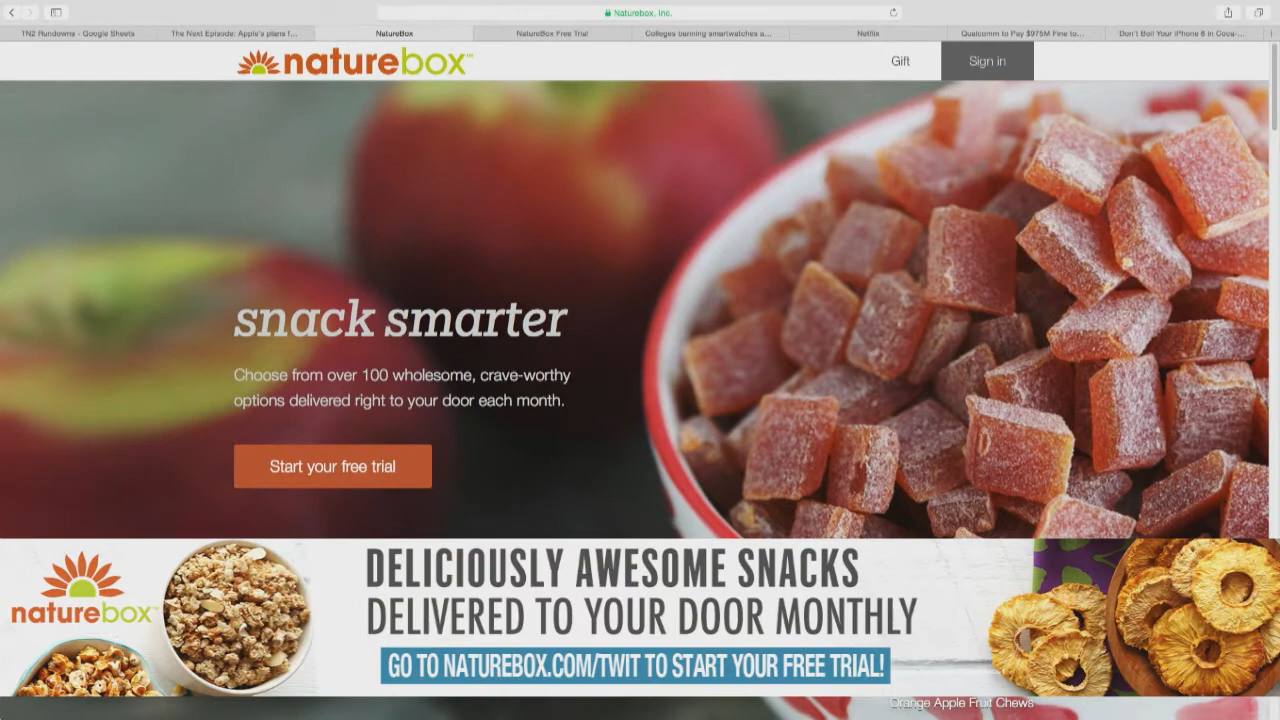 Naturebox, Inc.
TN2 Rundowns - Google Sheets
The Next Episode: Apple's plans f...
NatureBox
NatureBox Free Trial
Colleges banning smartwatches a...
Netflix
Qualcomm to Pay $975M Fine to...
Don't Boil Your iPhone 6 in Coca-...
naturebox™
Gift
Sign in
snack smarter
Choose from over 100 wholesome, crave-worthy
options delivered right to your door each month.
Start your free trial
naturebox™
DELICIOUSLY AWESOME SNACKS
DELIVERED TO YOUR DOOR MONTHLY
GO TO NATUREBOX.COM/TWIT TO START YOUR FREE TRIAL!
Orange Apple Fruit Chews